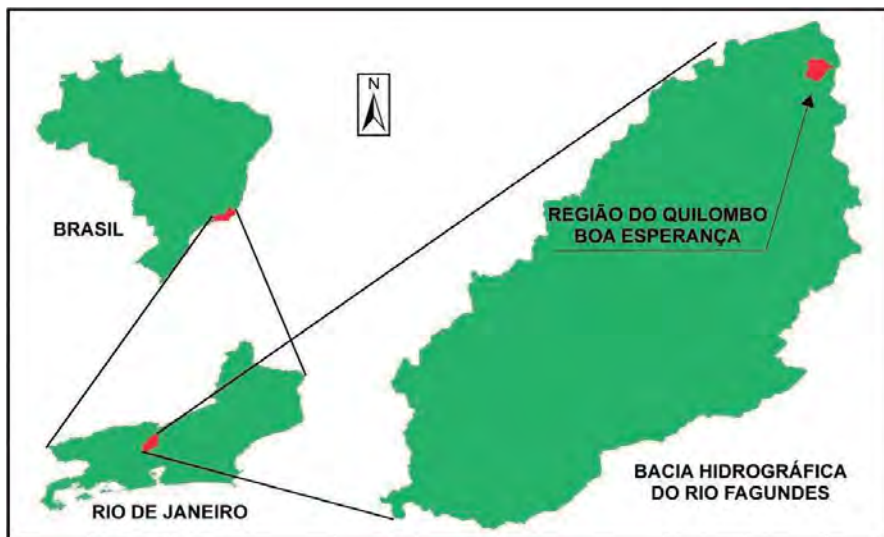 N
BRASIL
REGIÃO DO QUILOMBO
BOA ESPERANÇA
RIO DE JANEIRO
BACIA HIDROGRÁFICA
DO RIO FAGUNDES